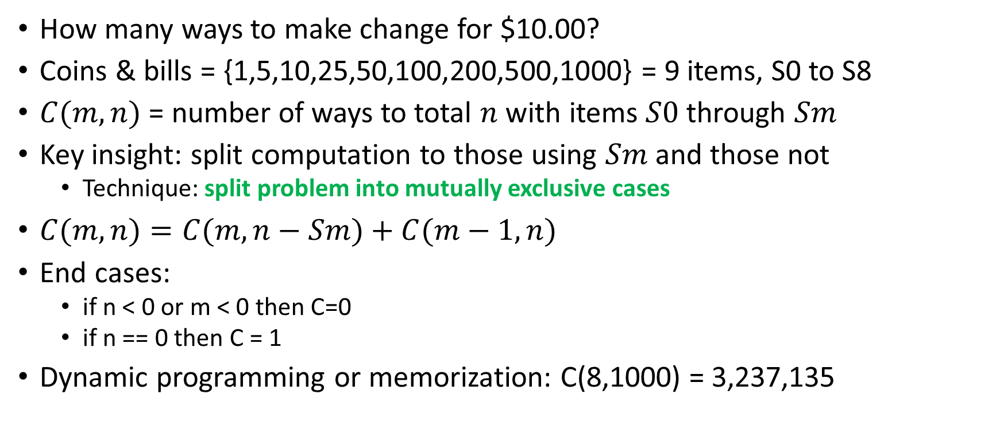 • How many ways to make change for $10.00?
• Coins & bills = {1,5,10,25,50,100,200,500,1000} = 9 items, S0 to S8
• C(m, n) = number of ways to total n with items S0 through Sm
• Key insight: split computation to those using Sm and those not
• Technique: split problem into mutually exclusive cases
• C(m, n) = C(m, n − Sm) + C(m − 1, n)
• End cases:
• if n < 0 or m < 0 then C=0
• if n == 0 then C = 1
• Dynamic programming or memorization: C(8,1000) = 3,237,135